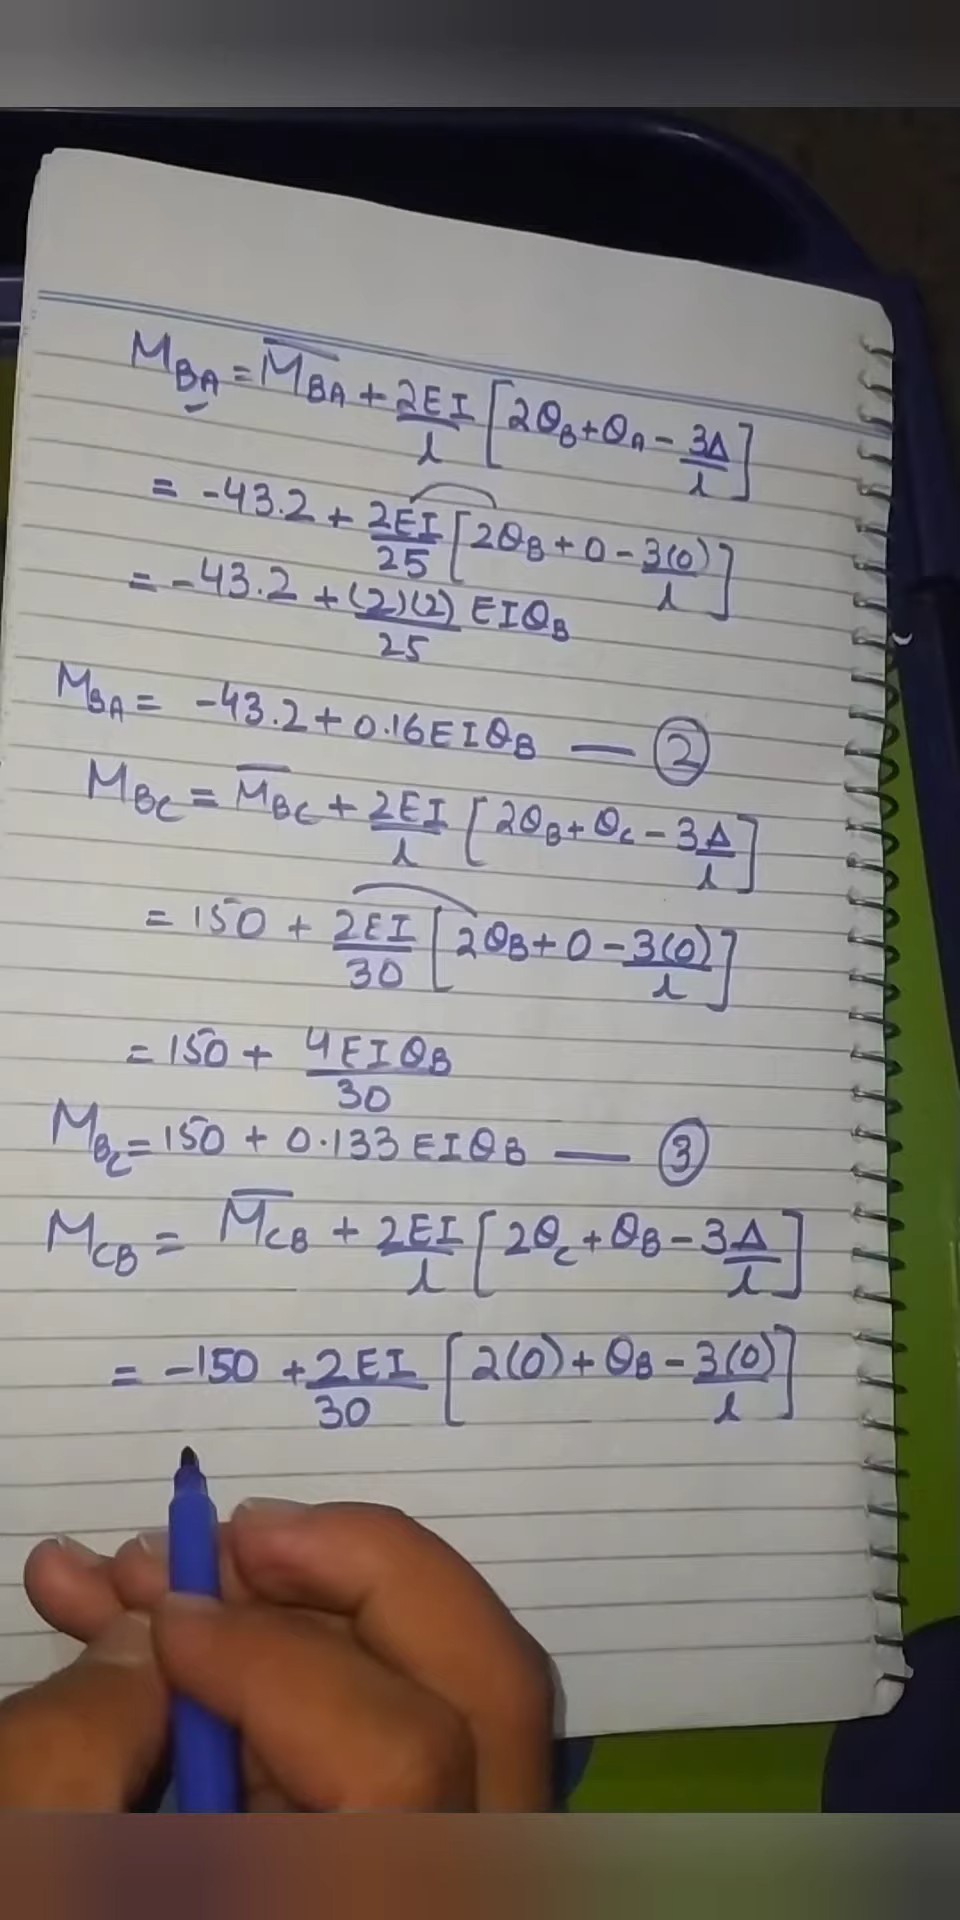 M_BA = M̅_BA + 2EI/l [2θ_B + θ_A - 3Δ/l]
= -43.2 + 2EI/25 [2θ_B + 0 - 3(0)/l]
= -43.2 + (2)(2)/25 EIθ_B
M_BA = -43.2 + 0.16EIθ_B — ②
M_BC = M̅_BC + 2EI/l [2θ_B + θ_C - 3Δ/l]
= 150 + 2EI/30 [2θ_B + 0 - 3(0)/l]
= 150 + 4EIθ_B/30
M_BC = 150 + 0.133EIθ_B — ③
M_CB = M̅_CB + 2EI/l [2θ_C + θ_B - 3Δ/l]
= -150 + 2EI/30 [2(0) + θ_B - 3(0)/l]